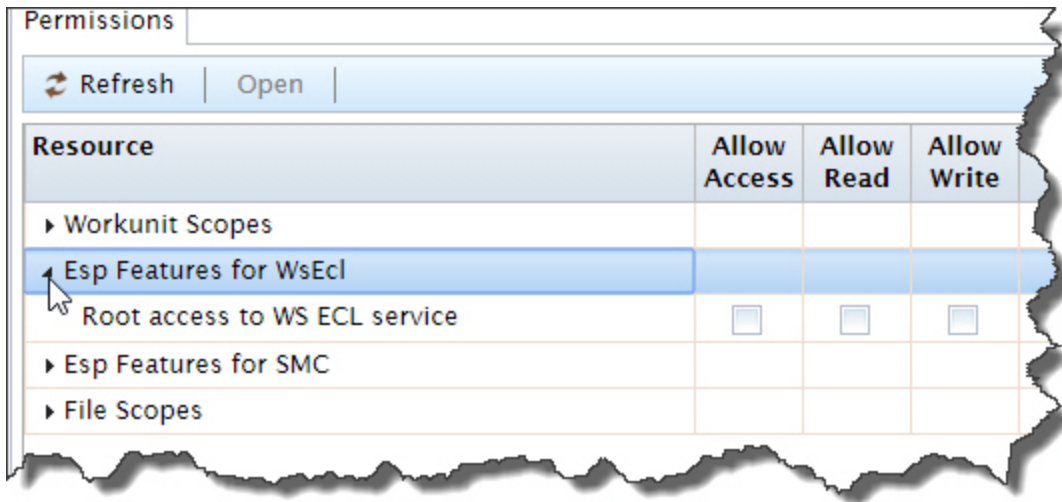 Permissions
Refresh Open
Resource Allow Access Allow Read Allow Write
Workunit Scopes
Esp Features for WsEcl
Root access to WS ECL service
Esp Features for SMC
File Scopes